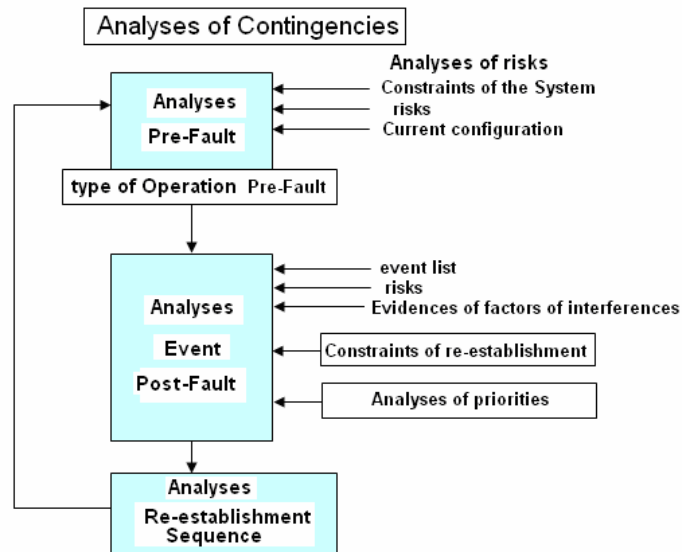 Analyses of Contingencies
Analyses of risks
Constraints of the System
risks
Current configuration
Analyses
Pre-Fault
type of Operation Pre-Fault
event list
risks
Evidences of factors of interferences
Constraints of re-establishment
Analyses of priorities
Analyses
Event
Post-Fault
Analyses
Re-establishment
Sequence